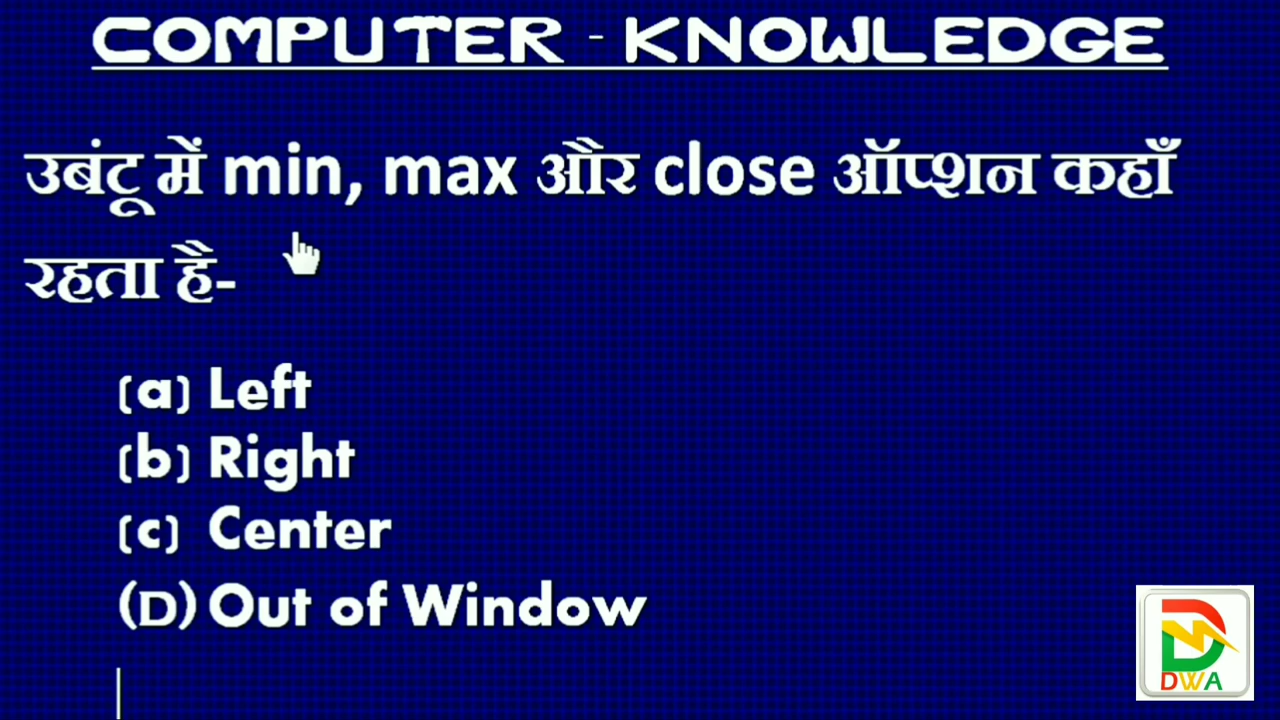 COMPUTER - KNOWLEDGE
उबंटू में min, max और close ऑप्शन कहाँ
रहता है-
(a) Left
(b) Right
(c) Center
(D) Out of Window
DWA